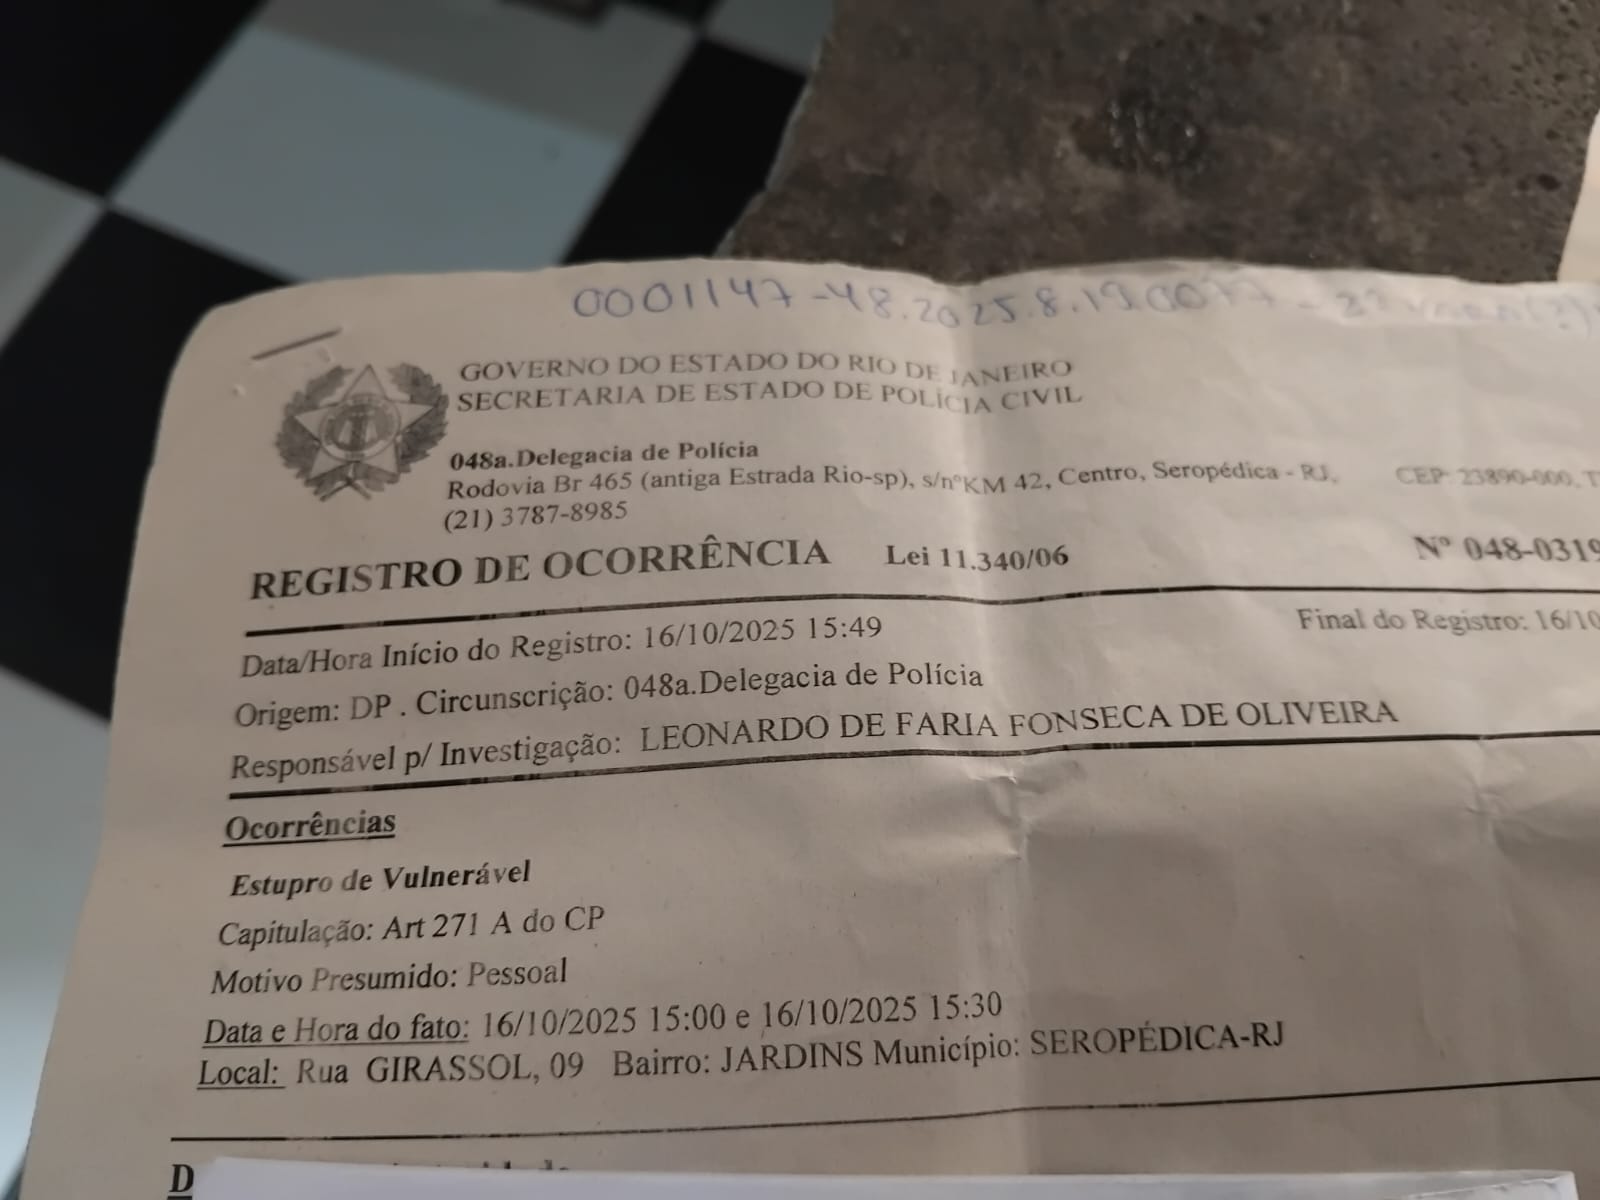 0001147-48.2025.8.19.0077 - 2ª
GOVERNO DO ESTADO DO RIO DE JANEIRO
SECRETARIA DE ESTADO DE POLÍCIA CIVIL
048a.Delegacia de Polícia
Rodovia Br 465 (antiga Estrada Rio-sp), s/nºKM 42, Centro, Seropédica - RJ, CEP: 23890-000, T
(21) 3787-8985
REGISTRO DE OCORRÊNCIA Lei 11.340/06 Nº 048-0319
Data/Hora Início do Registro: 16/10/2025 15:49 Final do Registro: 16/10
Origem: DP . Circunscrição: 048a.Delegacia de Polícia
Responsável p/ Investigação: LEONARDO DE FARIA FONSECA DE OLIVEIRA
Ocorrências
Estupro de Vulnerável
Capitulação: Art 271 A do CP
Motivo Presumido: Pessoal
Data e Hora do fato: 16/10/2025 15:00 e 16/10/2025 15:30
Local: Rua GIRASSOL, 09 Bairro: JARDINS Município: SEROPÉDICA-RJ
D